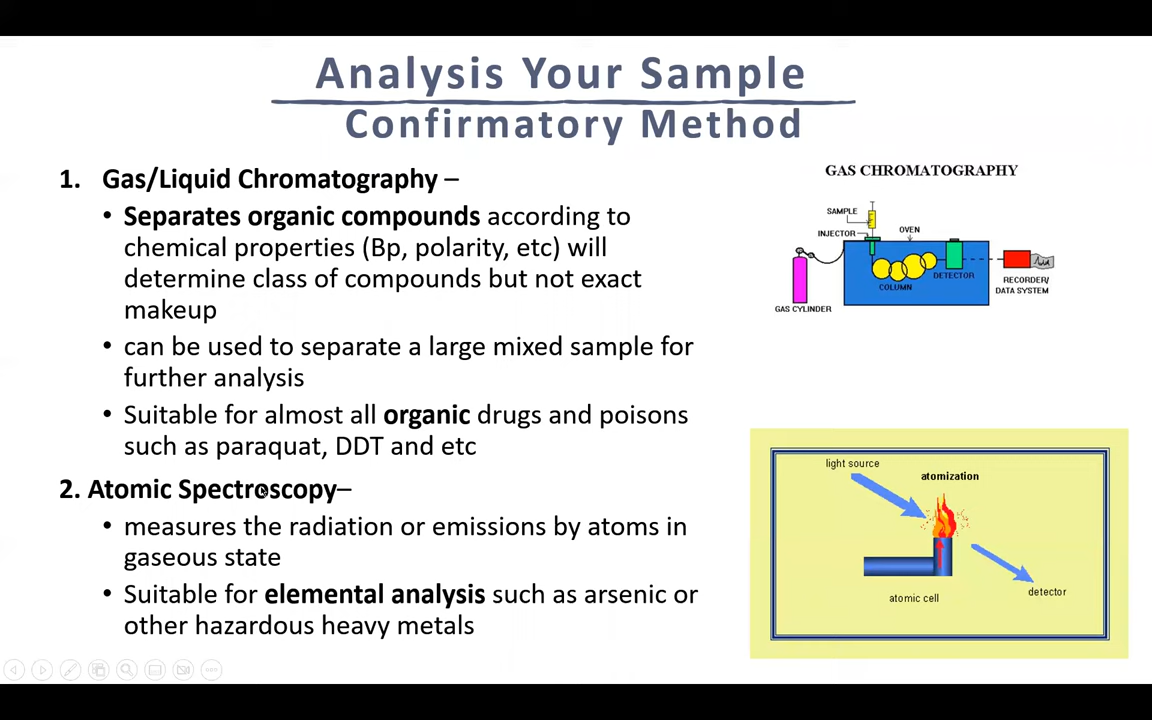 Analysis Your Sample
Confirmatory Method
1. Gas/Liquid Chromatography –
• Separates organic compounds according to
chemical properties (Bp, polarity, etc) will
determine class of compounds but not exact
makeup
• can be used to separate a large mixed sample for
further analysis
• Suitable for almost all organic drugs and poisons
such as paraquat, DDT and etc
2. Atomic Spectroscopy–
• measures the radiation or emissions by atoms in
gaseous state
• Suitable for elemental analysis such as arsenic or
other hazardous heavy metals
GAS CHROMATOGRAPHY
SAMPLE
INJECTOR
OVEN
COLUMN
DETECTOR
GAS CYLINDER
RECORDER/
DATA SYSTEM
light source
atomization
atomic cell
detector